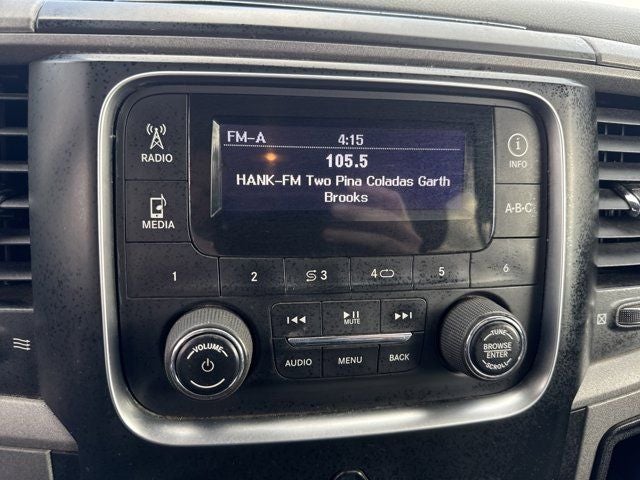 FM-A 4:15
105.5
HANK-FM Two Pina Coladas Garth
Brooks
RADIO
MEDIA
INFO
A-B-C
1 2 3 4 5 6
MUTE
AUDIO MENU BACK
VOLUME
TUNE
BROWSE
ENTER
SCROLL